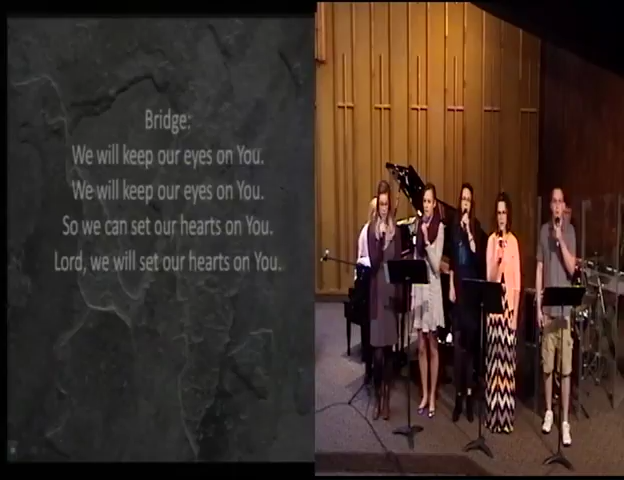 Bridge:
We will keep our eyes on You.
We will keep our eyes on You.
So we can set our hearts on You.
Lord, we will set our hearts on You.